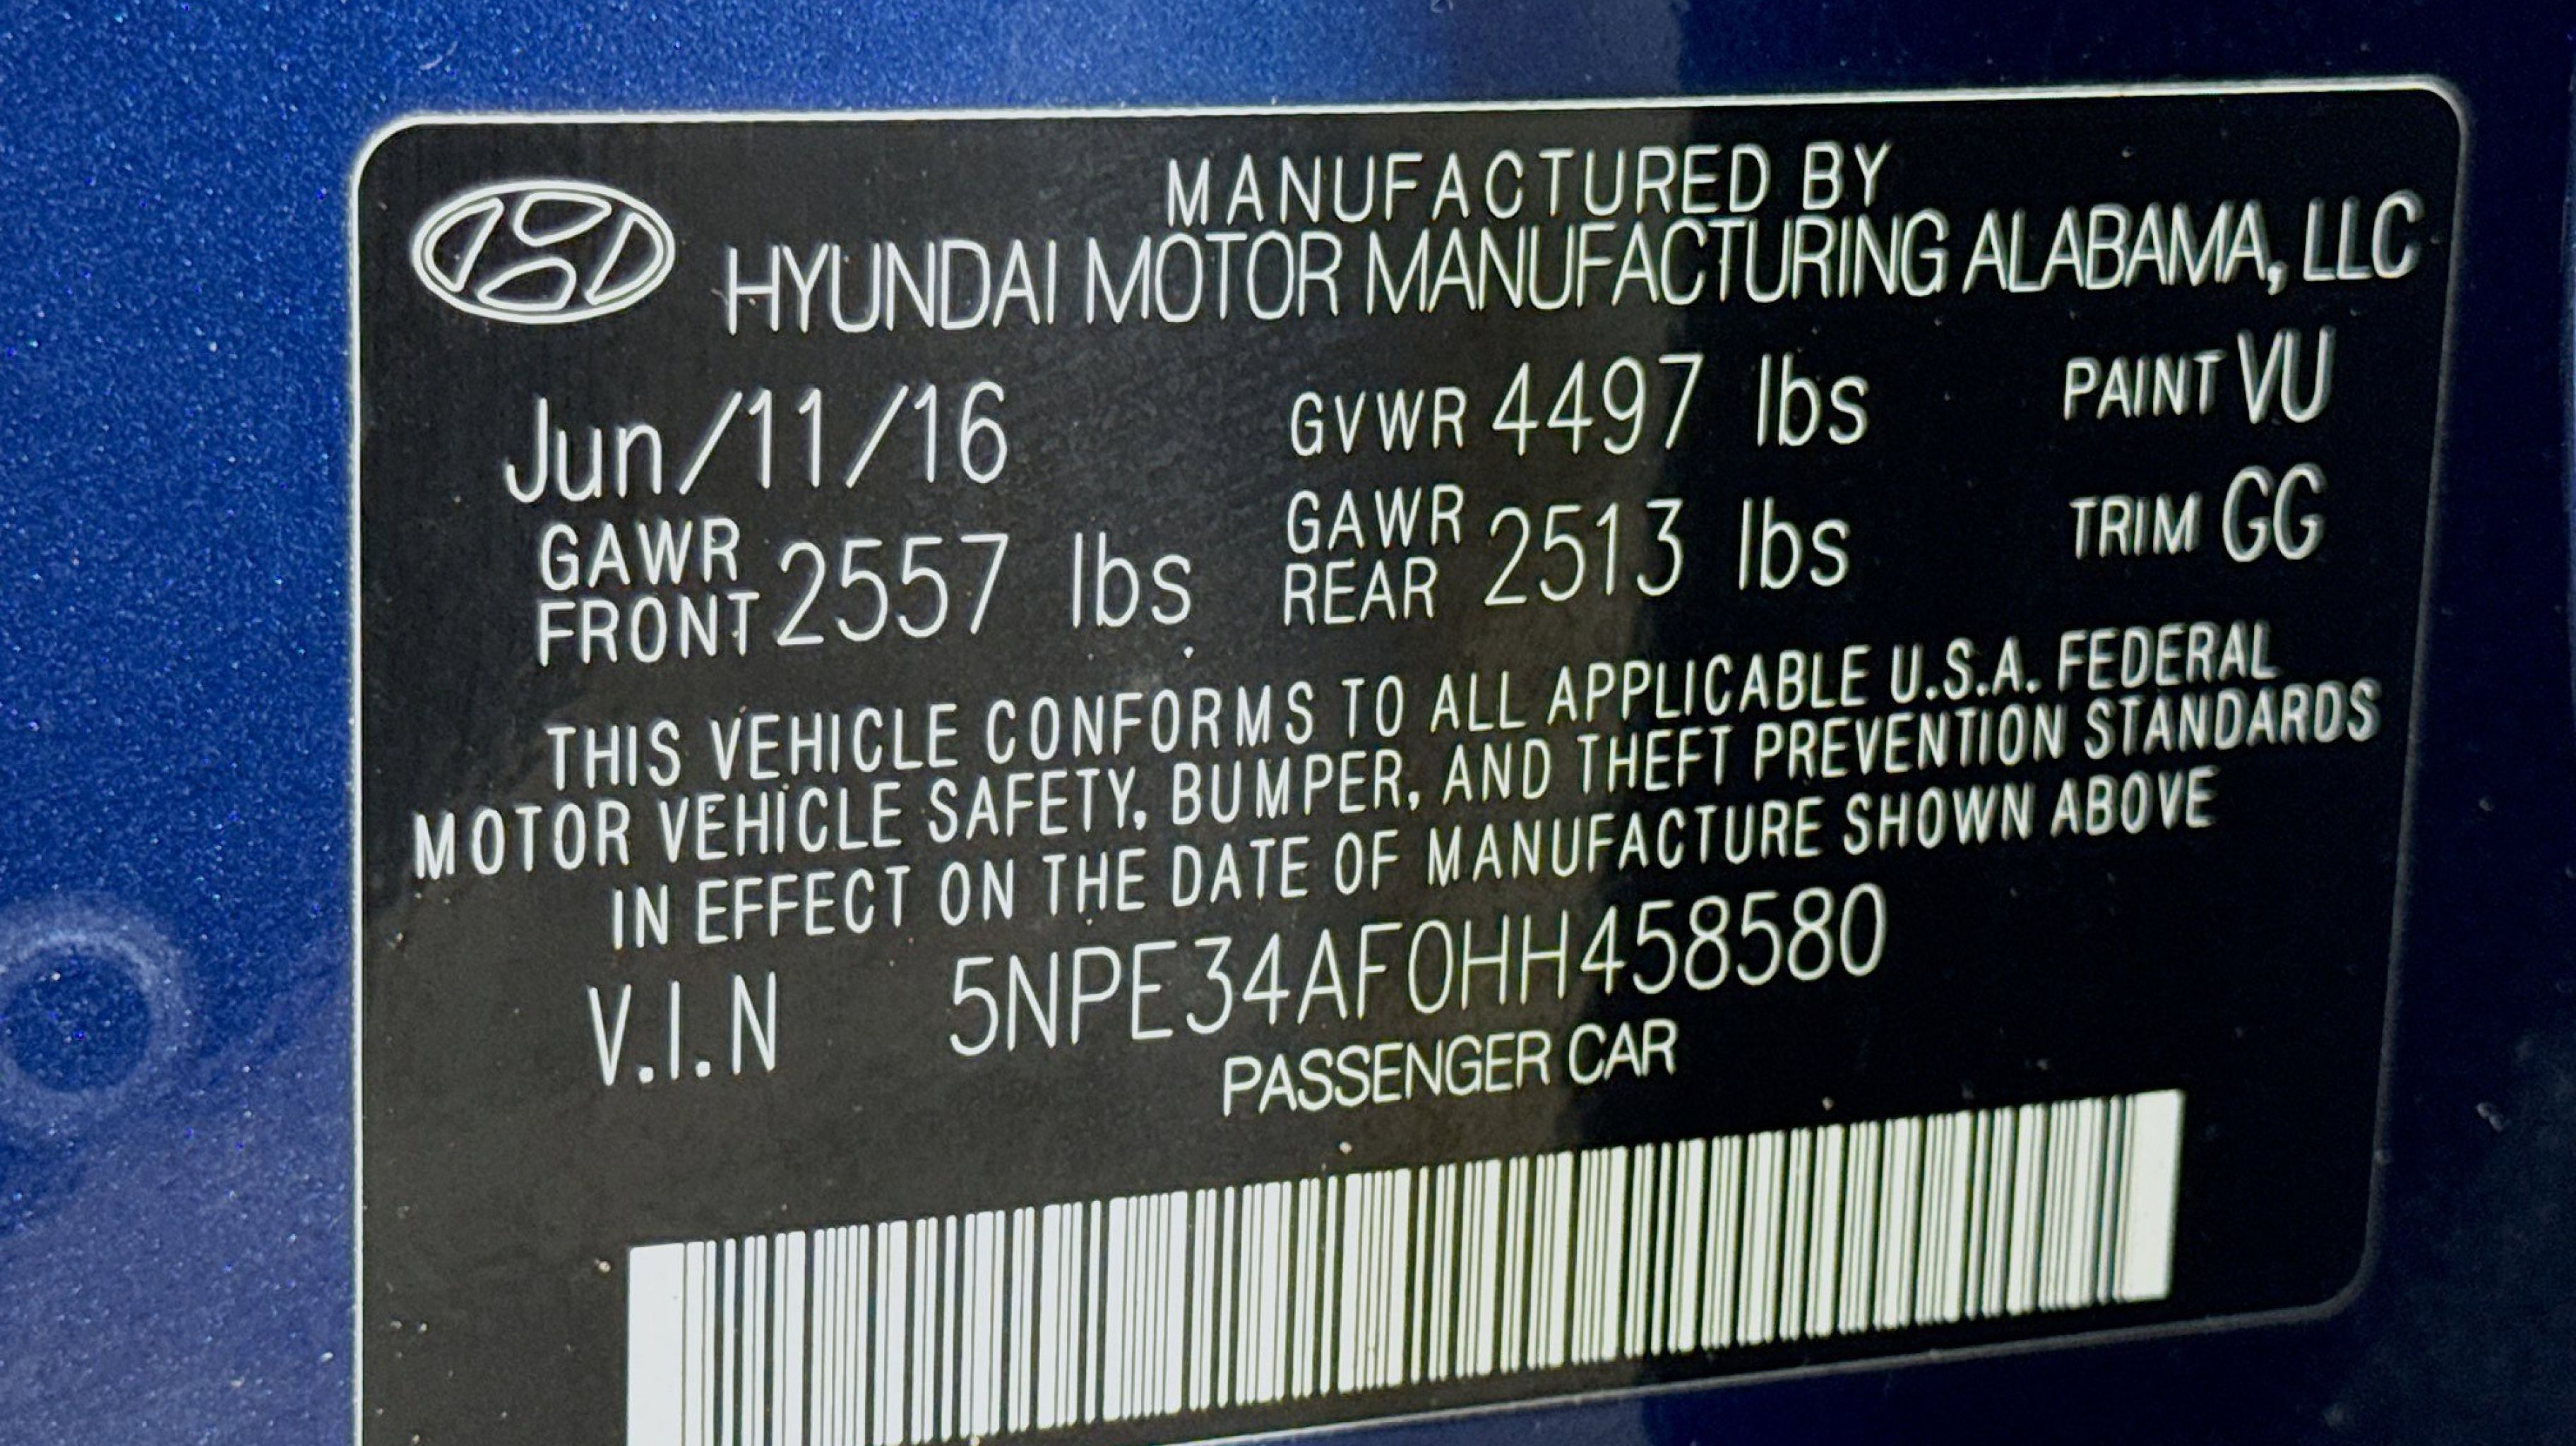 MANUFACTURED BY
HYUNDAI MOTOR MANUFACTURING ALABAMA, LLC
Jun/11/16 GVWR 4497 lbs PAINT VU
GAWR FRONT 2557 lbs GAWR REAR 2513 lbs TRIM GG
THIS VEHICLE CONFORMS TO ALL APPLICABLE U.S.A. FEDERAL
MOTOR VEHICLE SAFETY, BUMPER, AND THEFT PREVENTION STANDARDS
IN EFFECT ON THE DATE OF MANUFACTURE SHOWN ABOVE
V.I.N 5NPE34AF0HH458580
PASSENGER CAR